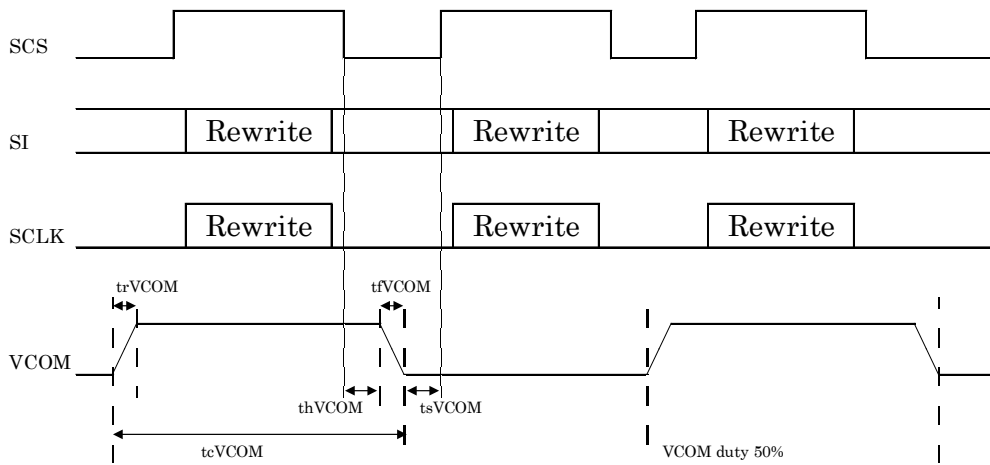 SCS
SI
Rewrite
Rewrite
Rewrite
SCLK
Rewrite
Rewrite
Rewrite
trVCOM
tfVCOM
VCOM
thVCOM
tsVCOM
tcVCOM
VCOM duty 50%